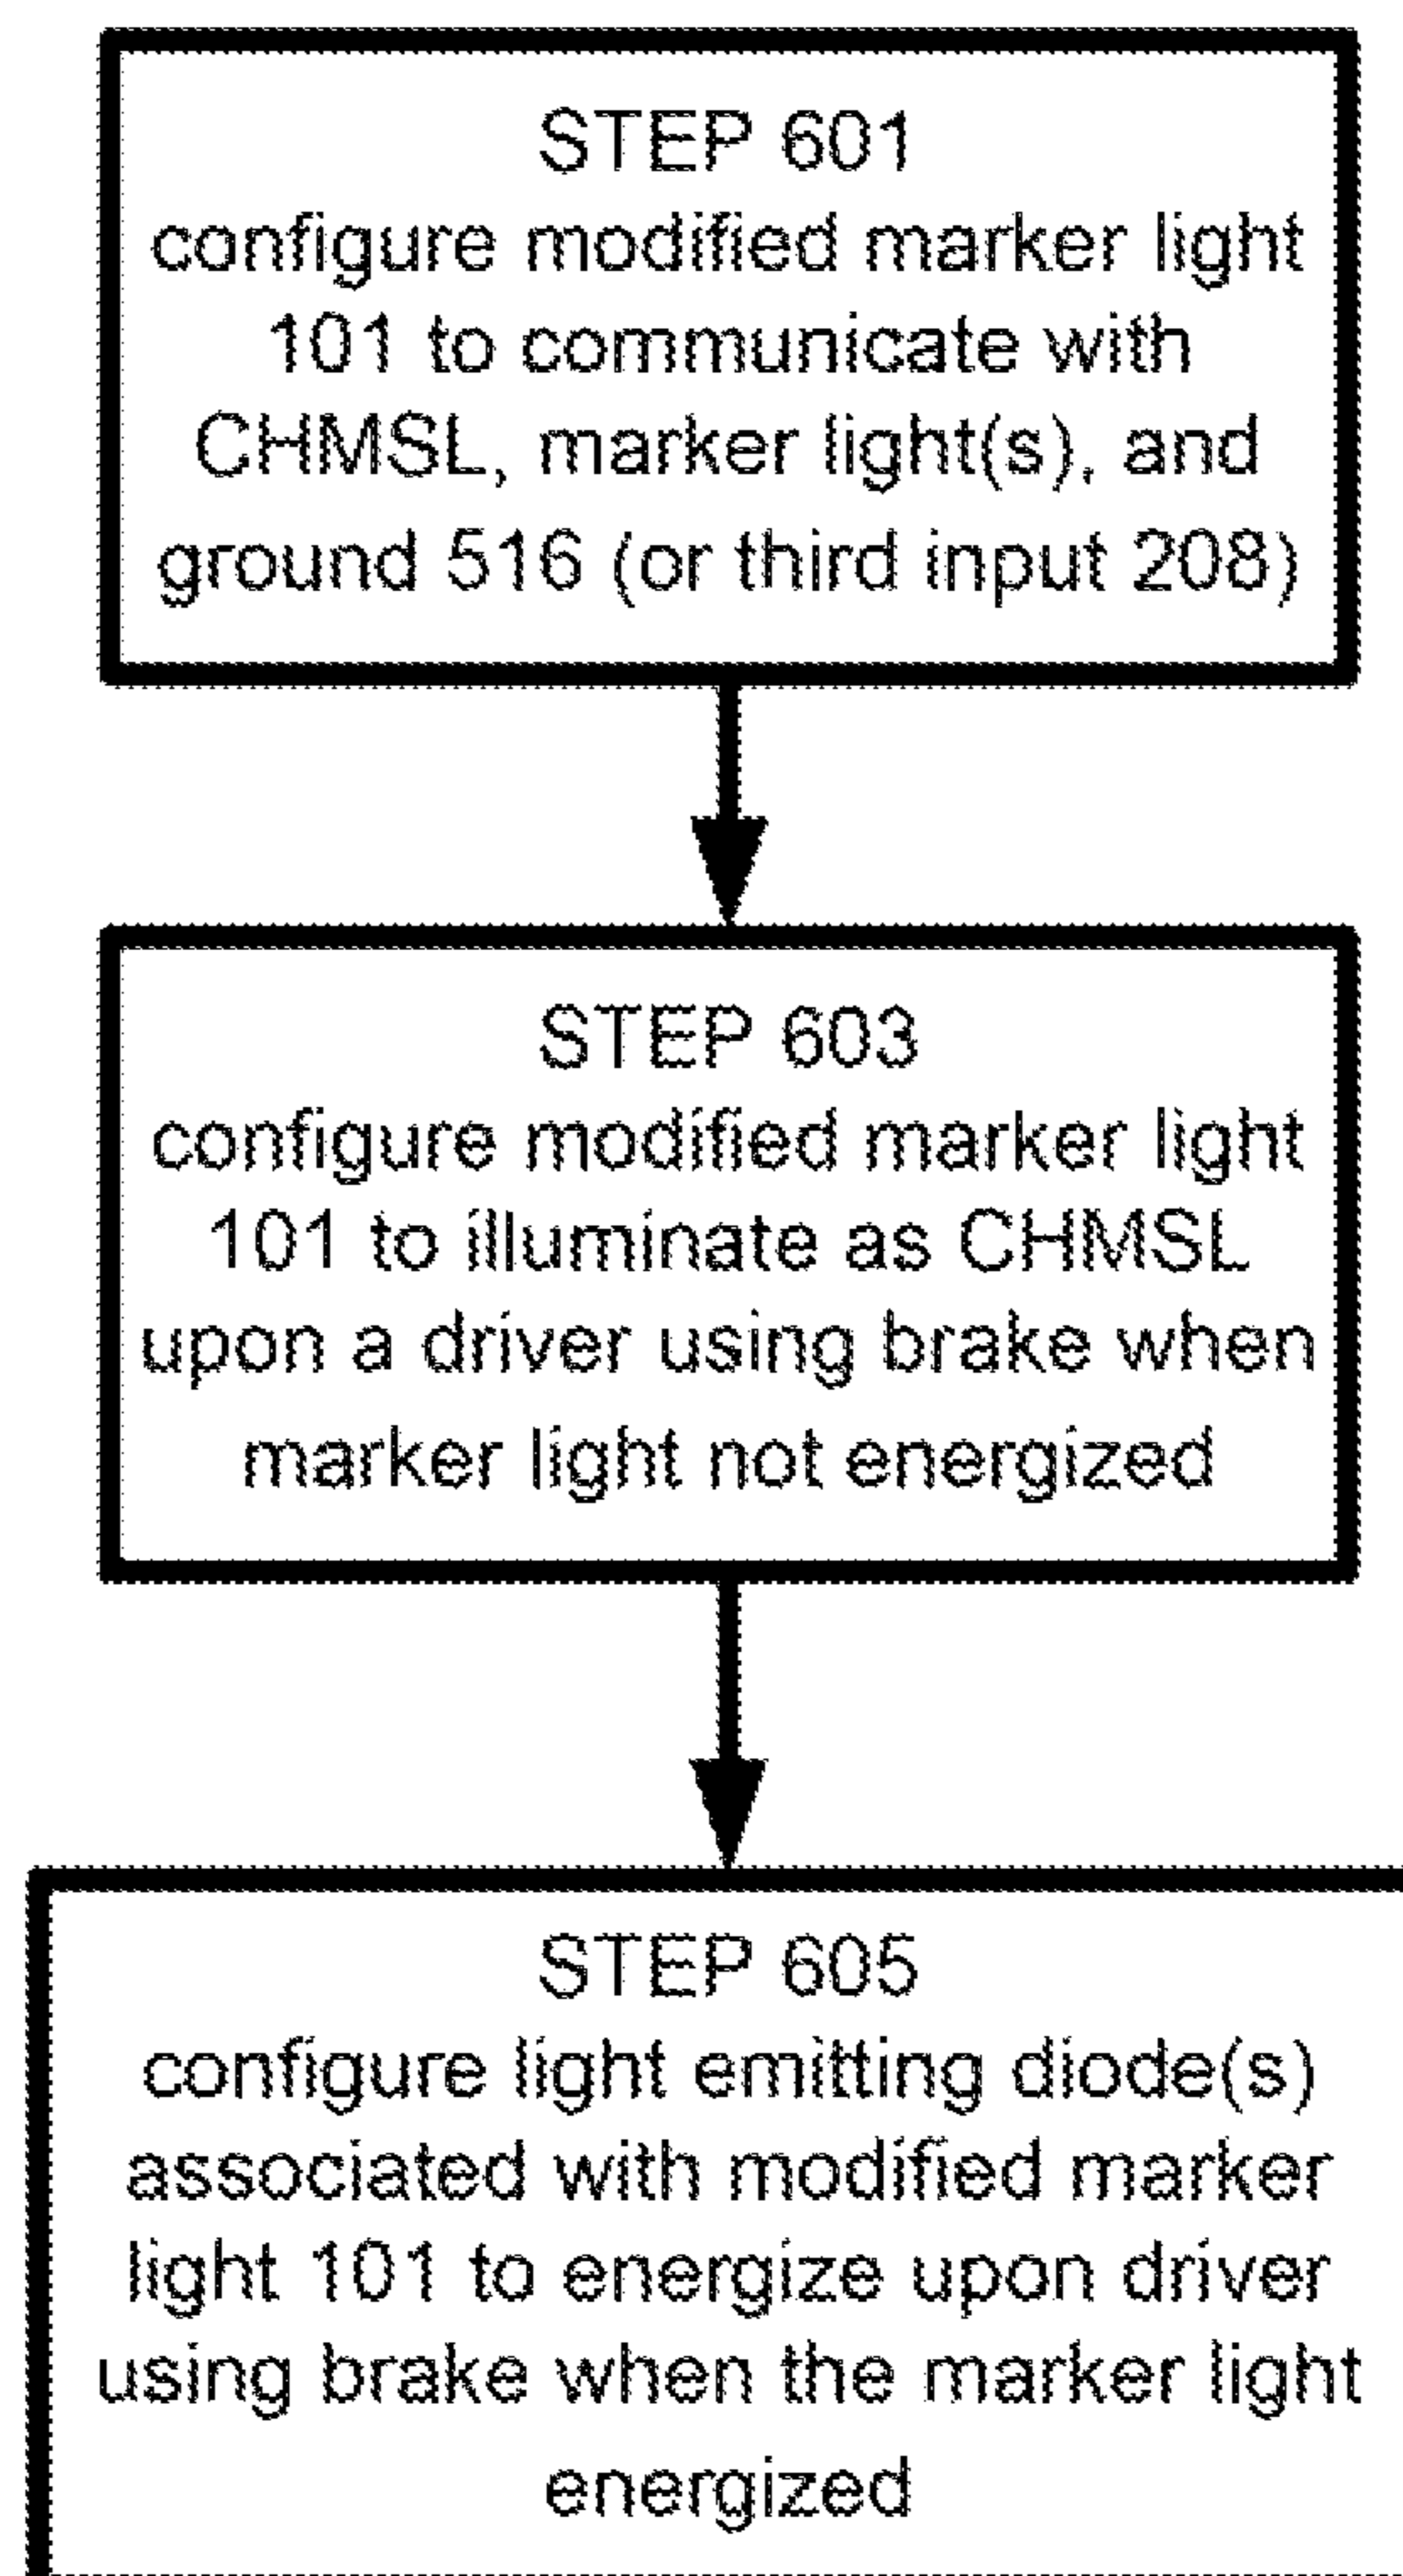 STEP 601
configure modified marker light
101 to communicate with
CHMSL, marker light(s), and
ground 516 (or third input 208)
STEP 603
configure modified marker light
101 to illuminate as CHMSL
upon a driver using brake when
marker light not energized
STEP 605
configure light emitting diode(s)
associated with modified marker
light 101 to energize upon driver
using brake when the marker light
energized